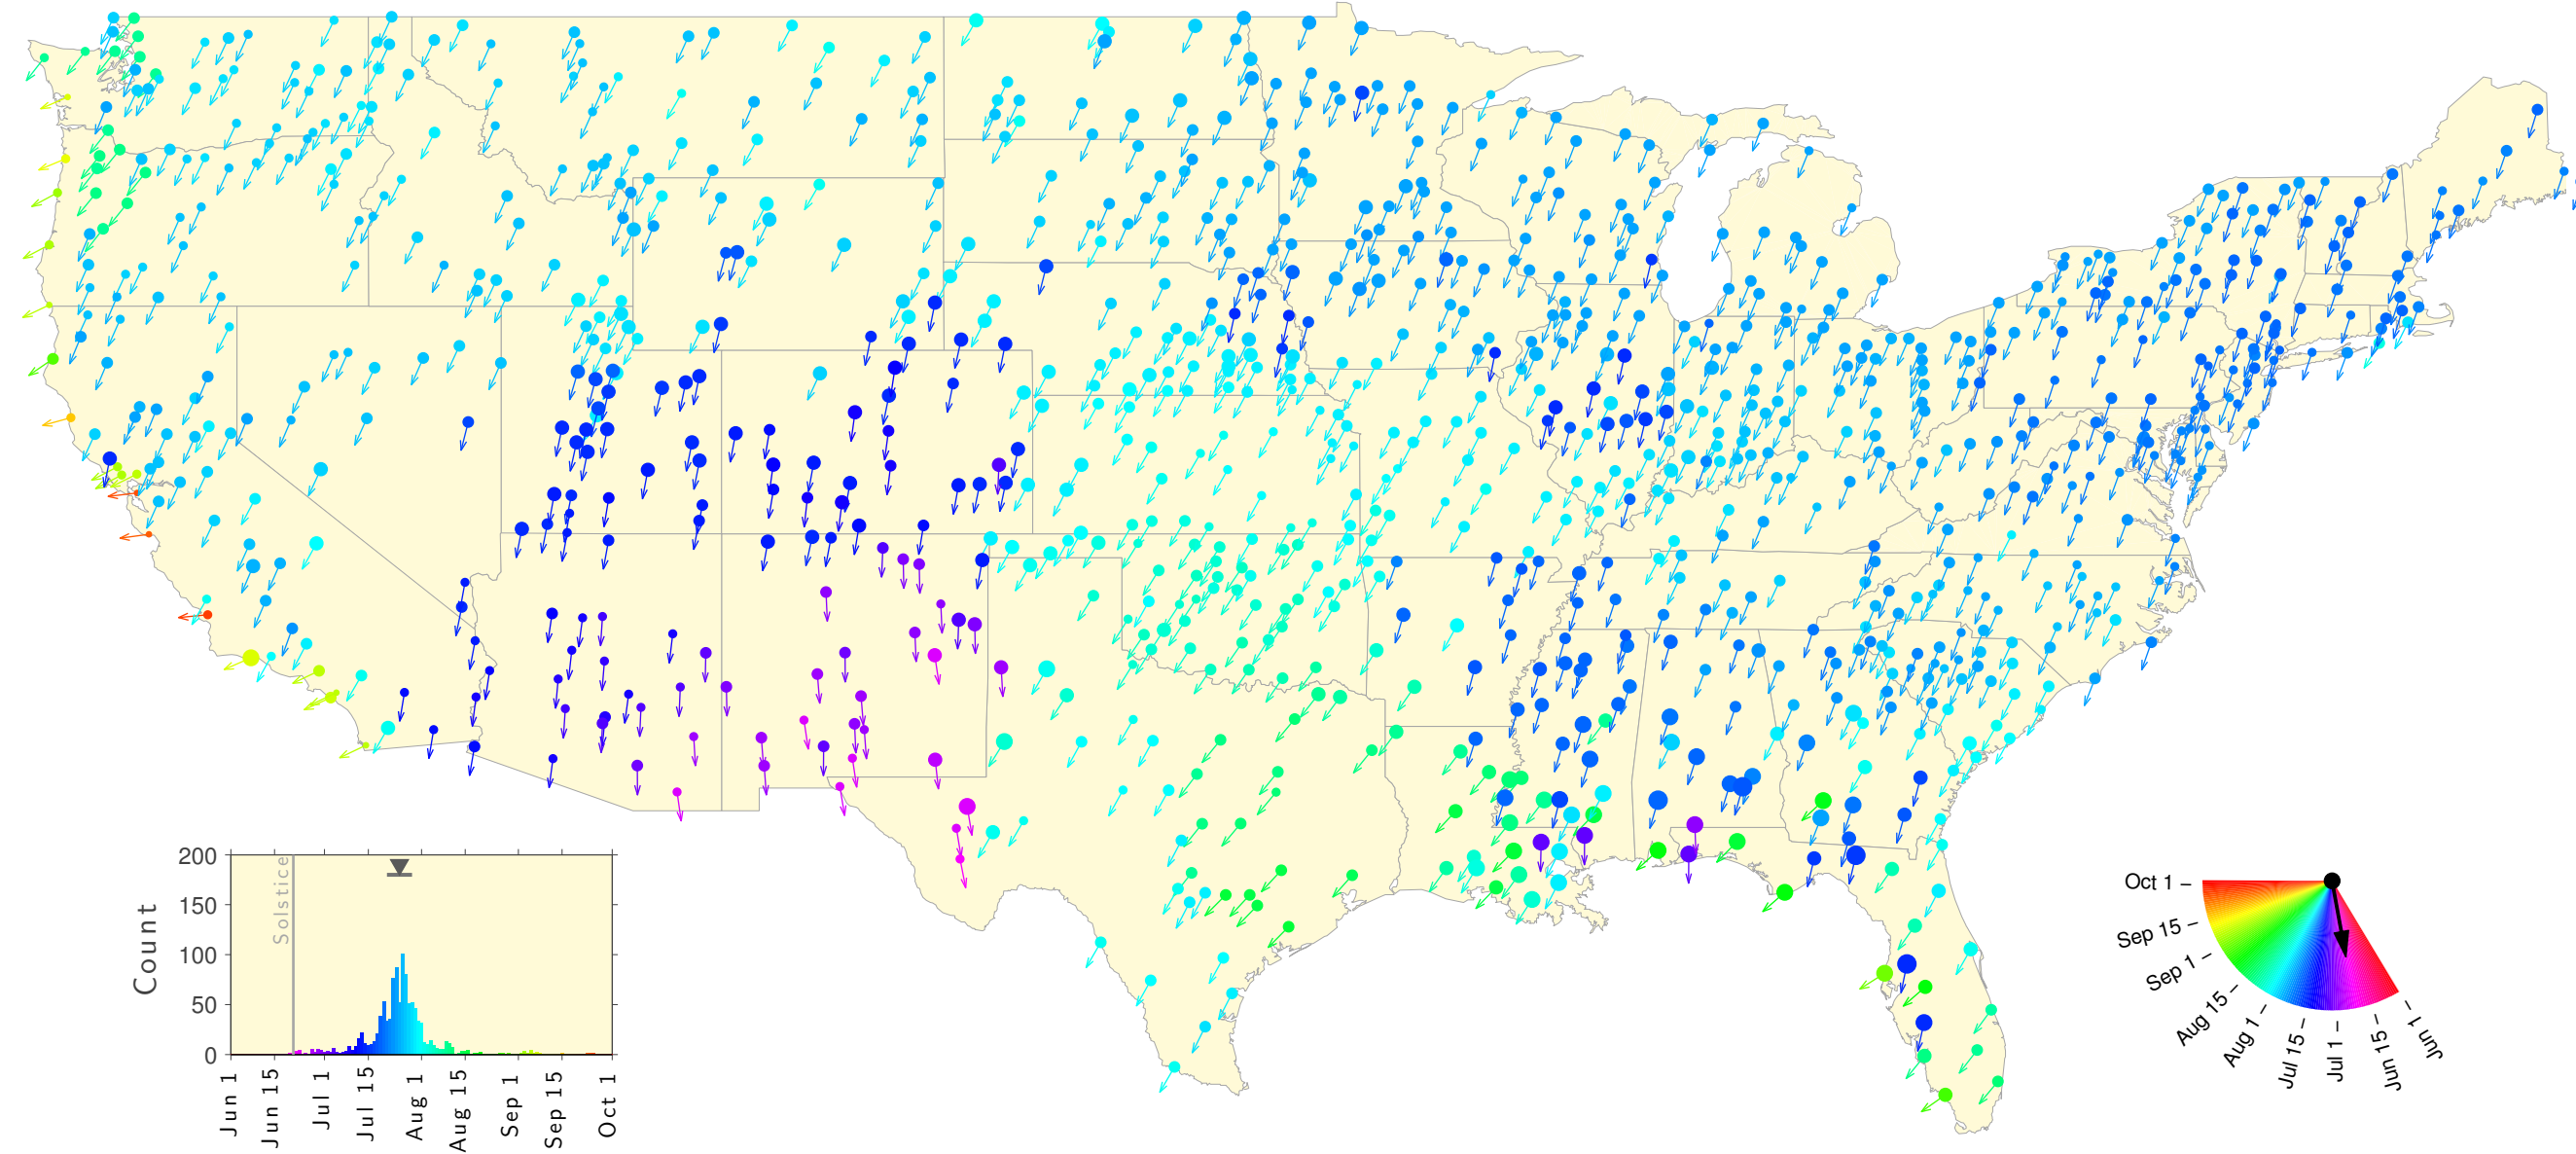 200
150
100
50
0
Count
Solstice
Jun 1
Jun 15
Jul 1
Jul 15
Aug 1
Aug 15
Sep 1
Sep 15
Oct 1
Oct 1 –
Sep 15 –
Sep 1 –
Aug 15 –
Aug 1 –
Jul 15 –
Jul 1 –
Jun 15 –
Jun 1 –